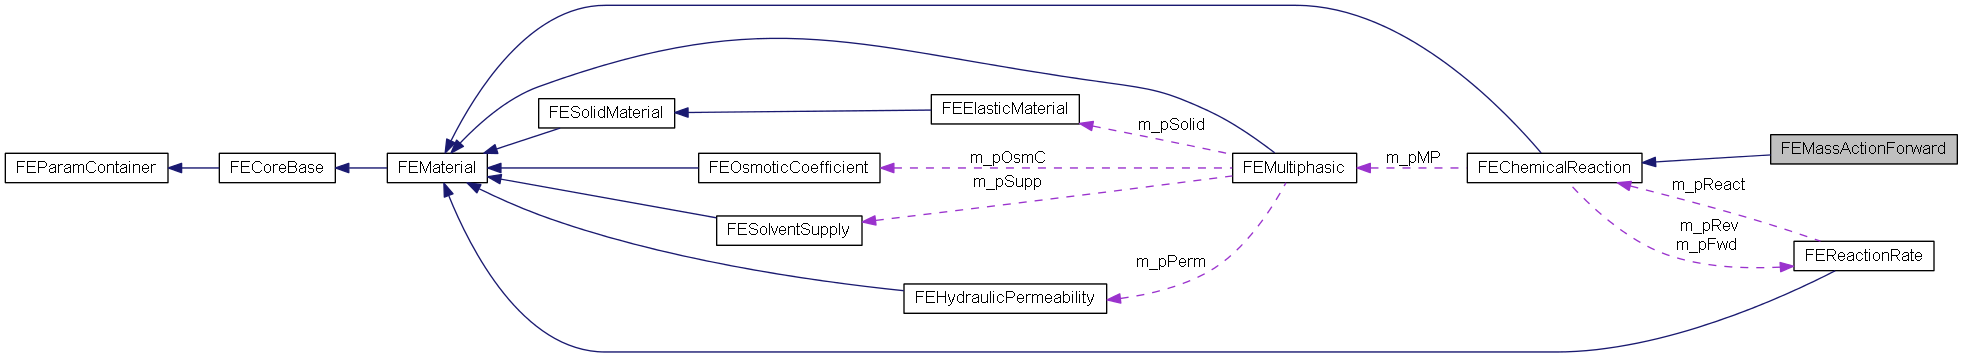 FEParamContainer
FECoreBase
FEMaterial
FESolidMaterial
FEElasticMaterial
m_pSolid
FEOsmoticCoefficient
m_pOsmC
m_pSupp
FESolventSupply
FEHydraulicPermeability
m_pPerm
FEMultiphasic
m_pMP
FEChemicalReaction
FEMassActionForward
m_pReact
m_pRev
m_pFwd
FEReactionRate